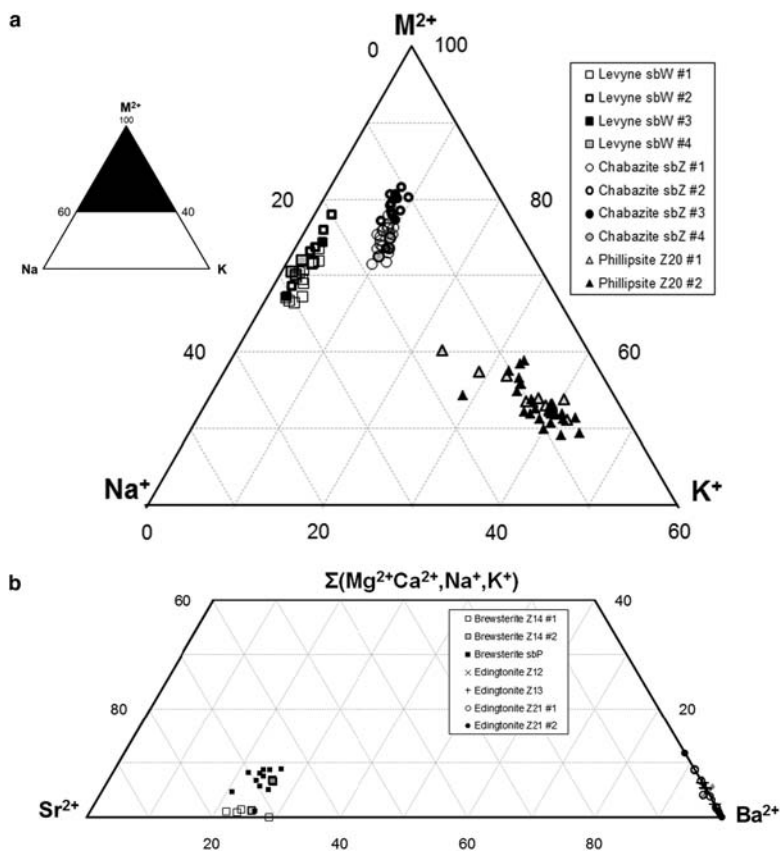 a
M²⁺
0 100
Levyne sbW #1
Levyne sbW #2
Levyne sbW #3
Levyne sbW #4
Chabazite sbZ #1
Chabazite sbZ #2
Chabazite sbZ #3
Chabazite sbZ #4
Phillipsite Z20 #1
Phillipsite Z20 #2
M²⁺
100
60 40
Na K
20 80
40 60
Na⁺ K⁺
0 20 40 60
b
Σ(Mg²⁺Ca²⁺,Na⁺,K⁺)
60 40
Brewsterite Z14 #1
Brewsterite Z14 #2
Brewsterite sbP
Edingtonite Z12
Edingtonite Z13
Edingtonite Z21 #1
Edingtonite Z21 #2
80 20
Sr²⁺ Ba²⁺
20 40 60 80